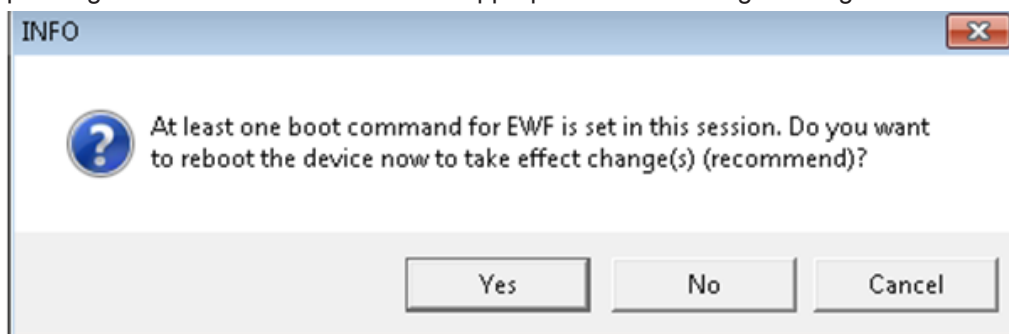 INFO
At least one boot command for EWF is set in this session. Do you want
to reboot the device now to take effect change(s) (recommend)?
Yes No Cancel